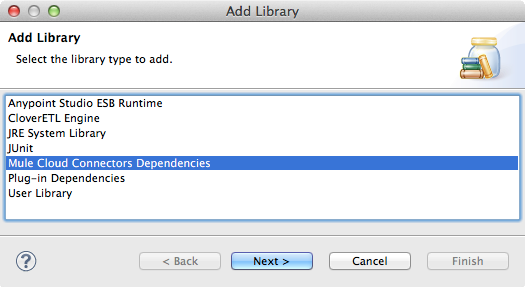 Add Library
Add Library
Select the library type to add.
Anypoint Studio ESB Runtime
CloverETL Engine
JRE System Library
JUnit
Mule Cloud Connectors Dependencies
Plug-in Dependencies
User Library
? < Back Next > Cancel Finish